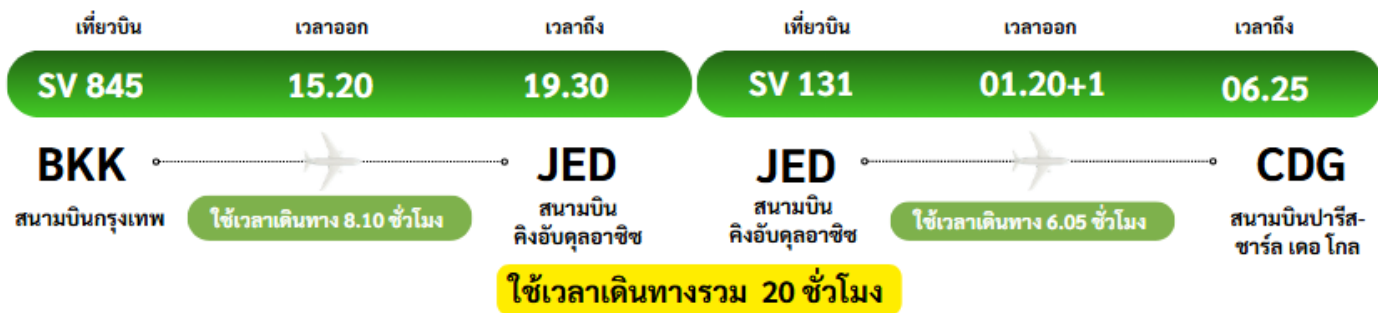 เที่ยวบิน เวลาออก เวลาถึง เที่ยวบิน เวลาออก เวลาถึง
SV 845 15.20 19.30 SV 131 01.20+1 06.25
BKK JED JED CDG
สนามบินกรุงเทพ ใช้เวลาเดินทาง 8.10 ชั่วโมง สนามบิน สนามบิน ใช้เวลาเดินทาง 6.05 ชั่วโมง สนามบินปารีส-
คิงอับดุลอาซิซ คิงอับดุลอาซิซ ชาร์ล เดอ โกล
ใช้เวลาเดินทางรวม 20 ชั่วโมง